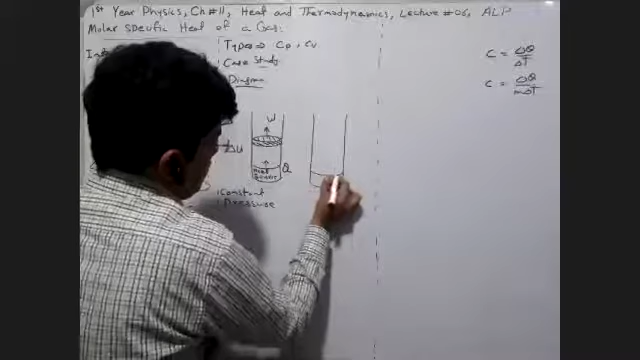 1st Year Physics, Ch#11, Heat and Thermodynamics, Lecture #06, ALP
Molar Specific Heat of a Gas:
Types ⇒ Cp, Cv
Case Study
Diagram
C = ΔQ/ΔT
C = ΔQ/mΔT
W
ΔU
Q
Heat
Constant
Pressure